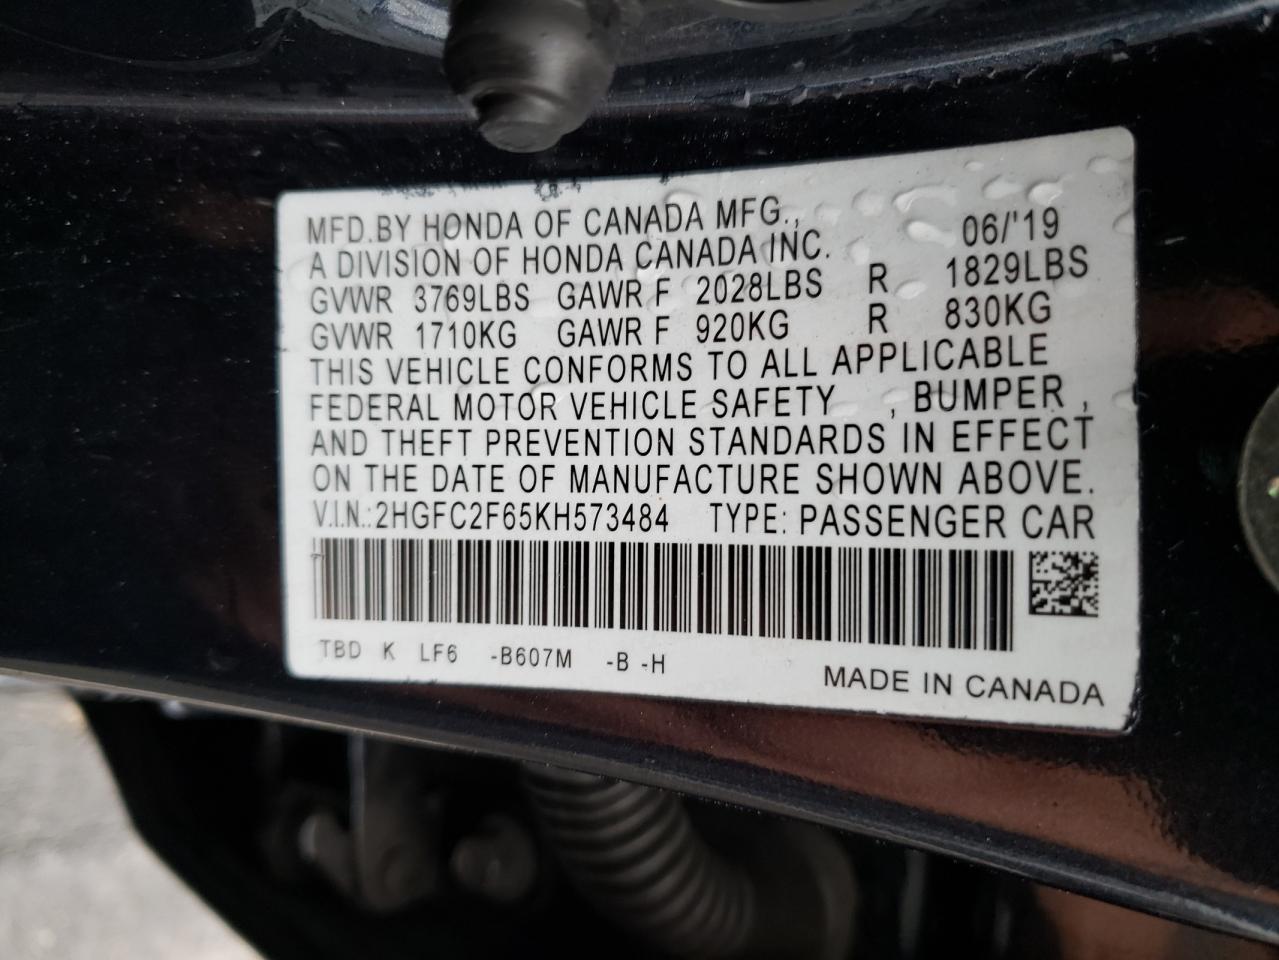 MFD.BY HONDA OF CANADA MFG.,
A DIVISION OF HONDA CANADA INC. 06/'19
GVWR 3769LBS GAWR F 2028LBS R 1829LBS
GVWR 1710KG GAWR F 920KG R 830KG
THIS VEHICLE CONFORMS TO ALL APPLICABLE
FEDERAL MOTOR VEHICLE SAFETY , BUMPER ,
AND THEFT PREVENTION STANDARDS IN EFFECT
ON THE DATE OF MANUFACTURE SHOWN ABOVE.
V.I.N.:2HGFC2F65KH573484 TYPE: PASSENGER CAR
TBD K LF6 -B607M -B -H
MADE IN CANADA